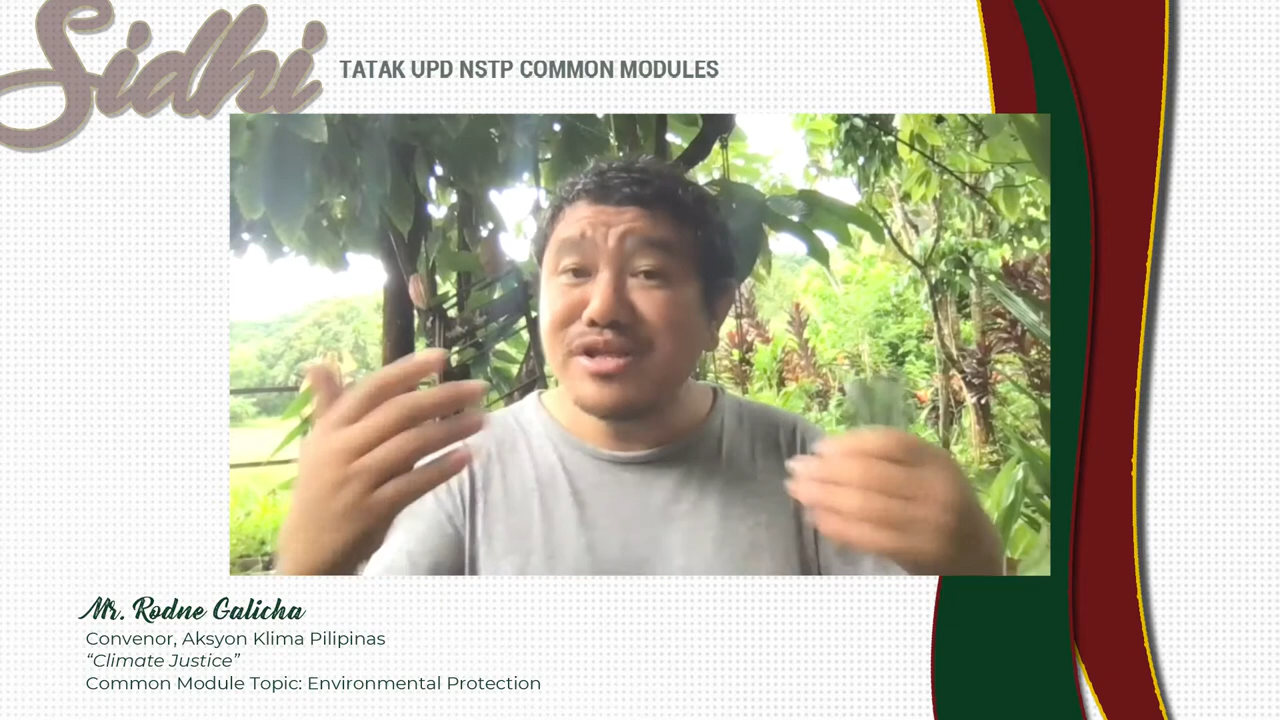 Sidhi
TATAK UPD NSTP COMMON MODULES
Mr. Rodne Galicha
Convenor, Aksyon Klima Pilipinas
“Climate Justice”
Common Module Topic: Environmental Protection